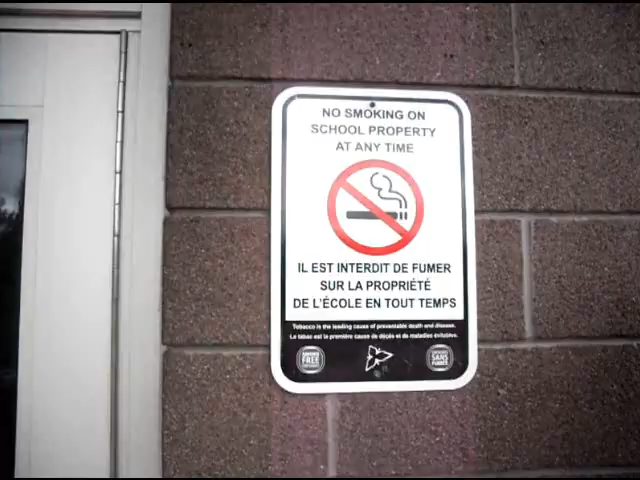 NO SMOKING ON
SCHOOL PROPERTY
AT ANY TIME
IL EST INTERDIT DE FUMER
SUR LA PROPRIÉTÉ
DE L'ÉCOLE EN TOUT TEMPS
Tobacco is the leading cause of preventable death and disease.
Le tabac est la première cause de décès et de maladies évitables.
FREE
SANS